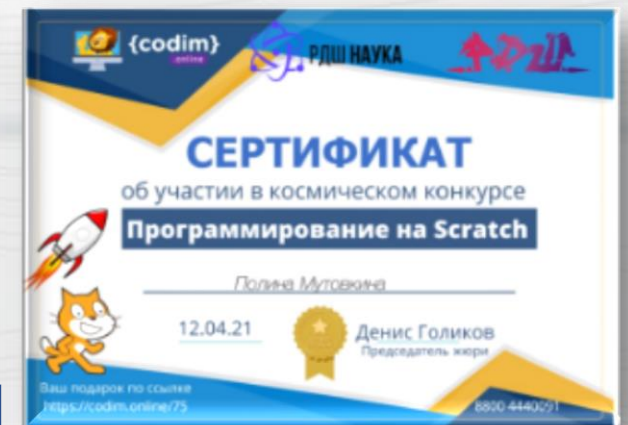 {codim}
.online
РДШ НАУКА
СЕРТИФИКАТ
об участии в космическом конкурсе
Программирование на Scratch
Полина Мутовкина
12.04.21
Денис Голиков
Председатель жюри
Ваш подарок по ссылке
https://codim.online/75
8800 4440091